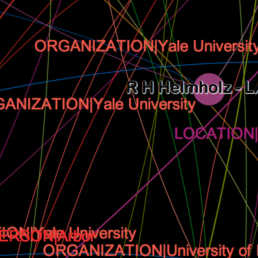 ORGANIZATION|Yale University
R H Helmholz - L
GANIZATION|Yale University
LOCATION|
Yale University
ORGANIZATION|University of